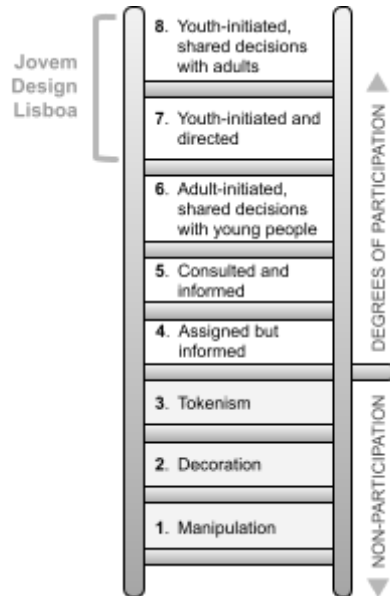 Jovem
Design
Lisboa
8. Youth-initiated,
shared decisions
with adults
7. Youth-initiated and
directed
6. Adult-initiated,
shared decisions
with young people
5. Consulted and
informed
4. Assigned but
informed
3. Tokenism
2. Decoration
1. Manipulation
DEGREES OF PARTICIPATION
NON-PARTICIPATION